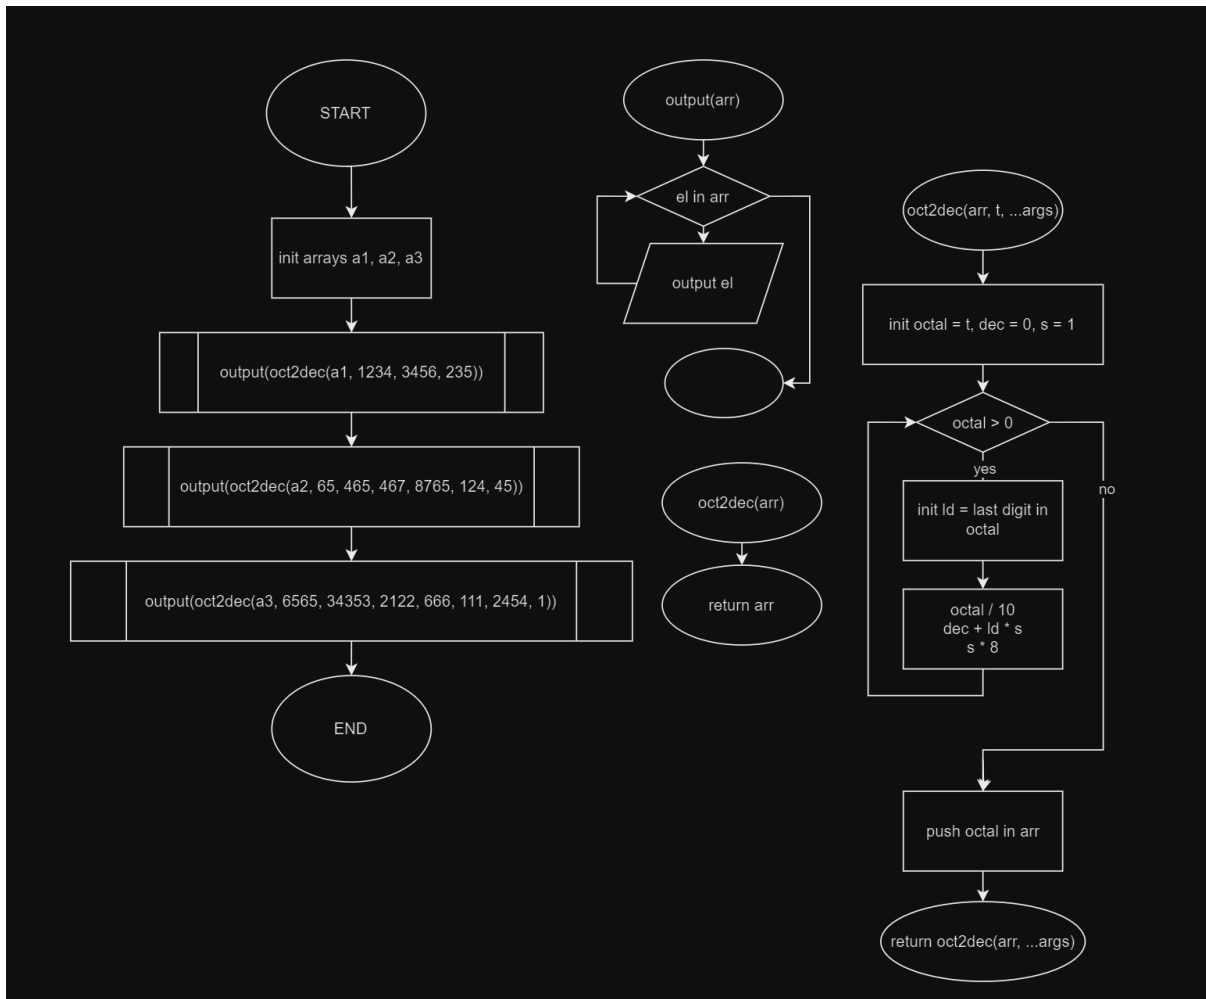 START
init arrays a1, a2, a3
output(oct2dec(a1, 1234, 3456, 235))
output(oct2dec(a2, 65, 465, 467, 8765, 124, 45))
output(oct2dec(a3, 6565, 34353, 2122, 666, 111, 2454, 1))
END
output(arr)
el in arr
output el
oct2dec(arr)
return arr
oct2dec(arr, t, ...args)
init octal = t, dec = 0, s = 1
octal > 0
yes
no
init ld = last digit in
octal
octal / 10
dec + ld * s
s * 8
push octal in arr
return oct2dec(arr, ...args)